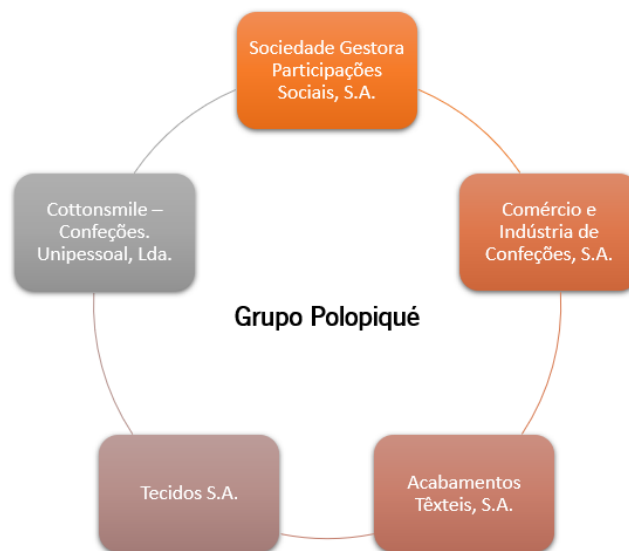 Sociedade Gestora
Participações
Sociais, S.A.
Comércio e
Indústria de
Confeções, S.A.
Acabamentos
Têxteis, S.A.
Tecidos S.A.
Cottonsmile –
Confeções.
Unipessoal, Lda.
Grupo Polopiqué